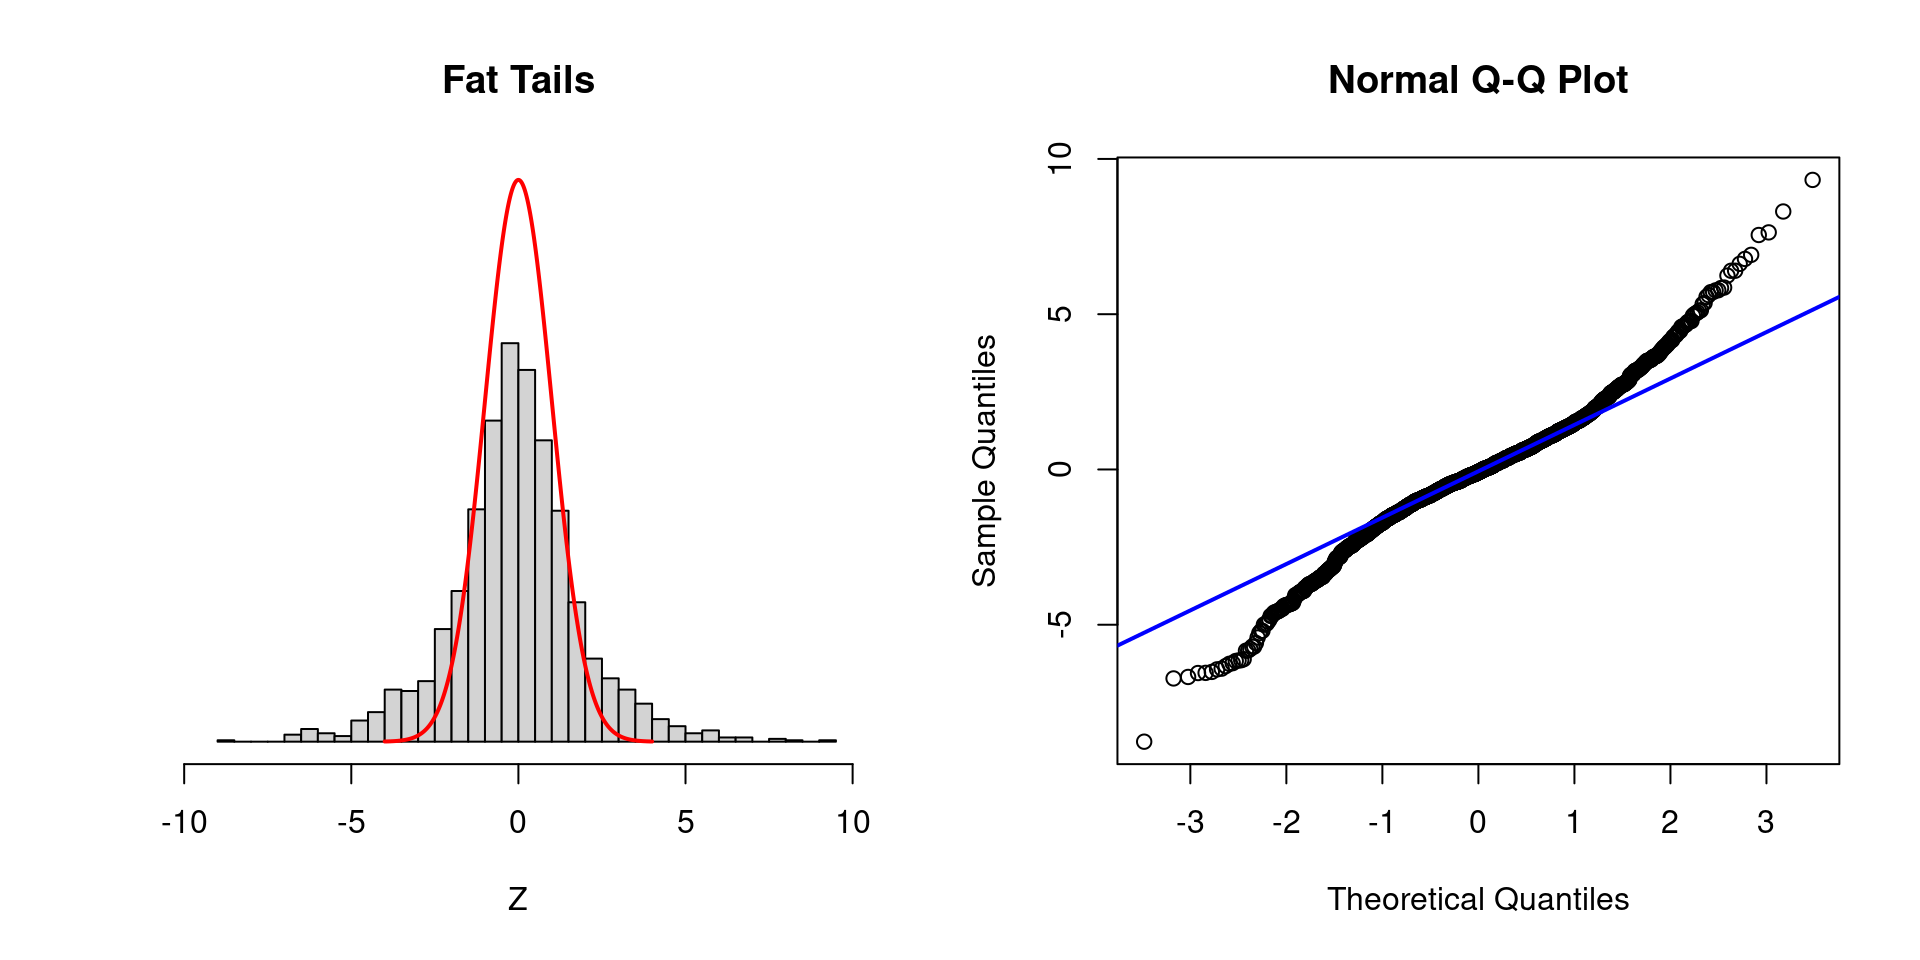 Fat Tails
-10 -5 0 5 10
Z
Normal Q-Q Plot
10
5
0
-5
Sample Quantiles
-3 -2 -1 0 1 2 3
Theoretical Quantiles